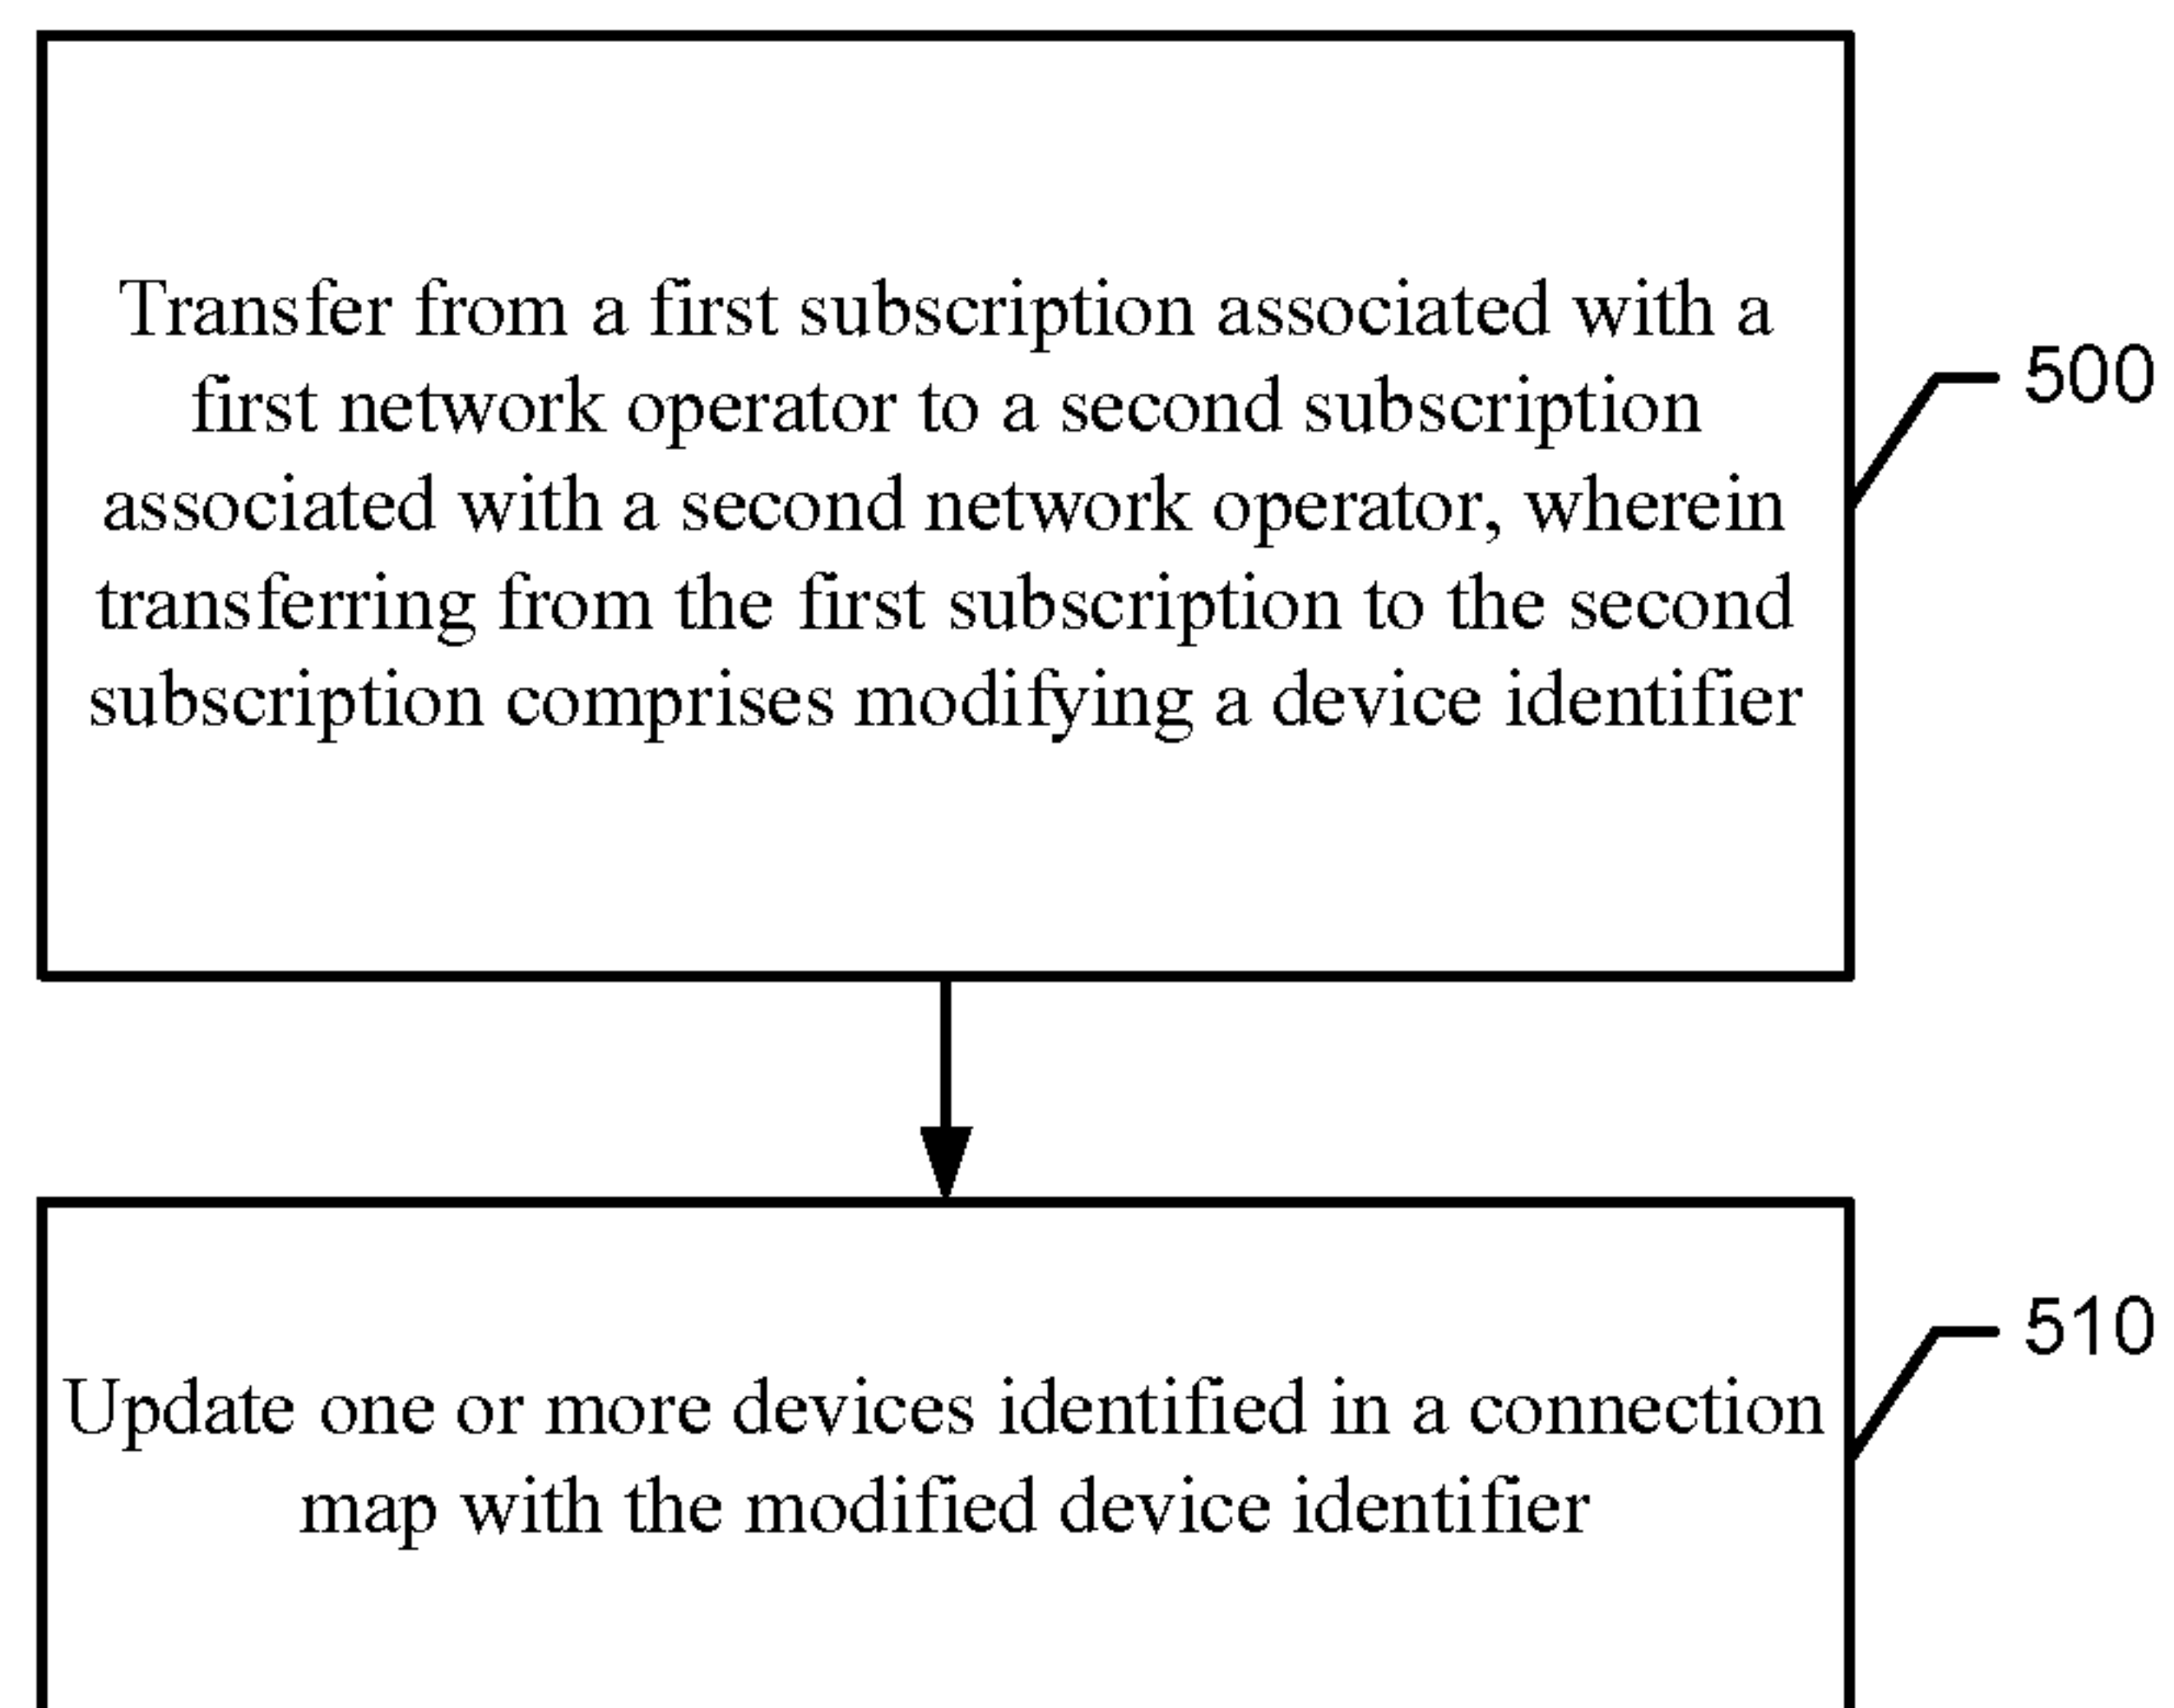 Transfer from a first subscription associated with a
first network operator to a second subscription
associated with a second network operator, wherein
transferring from the first subscription to the second
subscription comprises modifying a device identifier
500
Update one or more devices identified in a connection
map with the modified device identifier
510